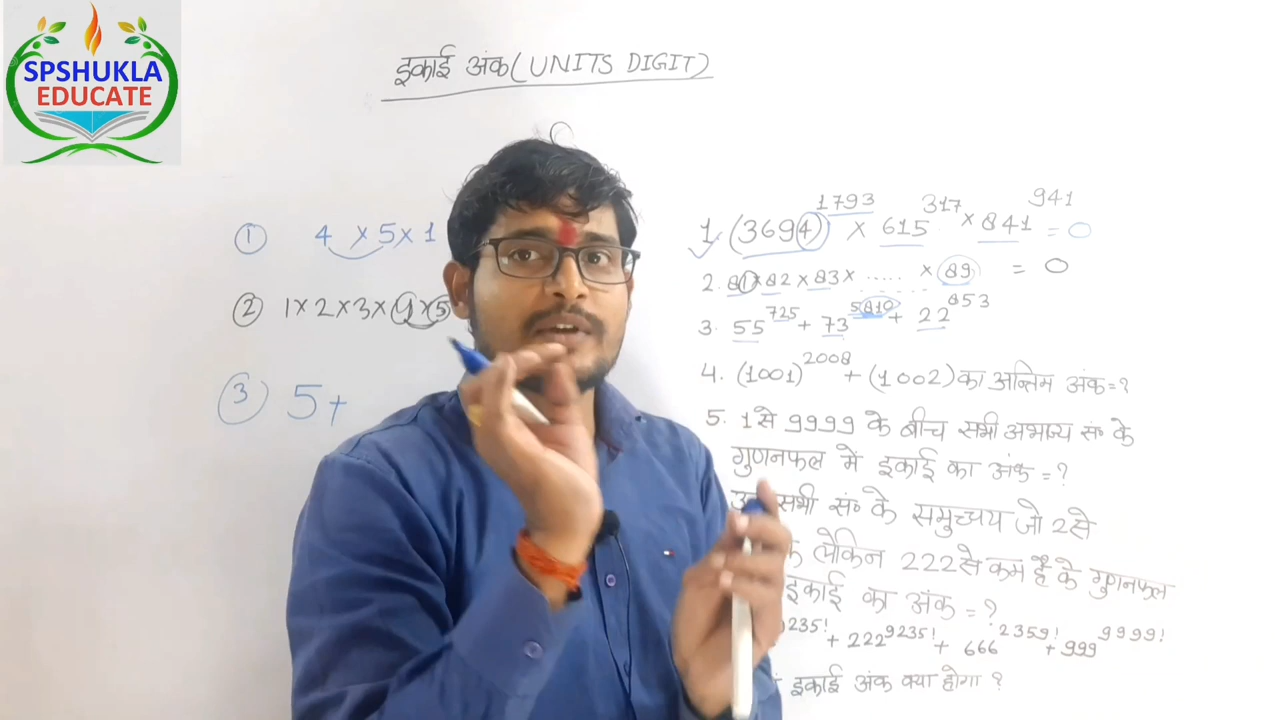 SPSHUKLA
EDUCATE
इकाई अंक (UNITS DIGIT)
① 4 × 5 × 1
② 1 × 2 × 3 × 4 × 5
③ 5 +
1 (3694)^1793 × 615^317 × 841^941 = 0
2. 81 × 82 × 83 × ...... × 89 = 0
3. 55^725 + 73^5810 + 22^853
4. (1001)^2008 + (1002) का अन्तिम अंक = ?
5. 1 से 9999 के बीच सभी अभाज्य सं० के
गुणनफल में इकाई का अंक = ?
सभी सं० के समुच्चय जो 2 से
लेकिन 222 से कम है के गुणनफल
इकाई का अंक = ?
235! + 222^9235! + 666^2359! + 999^9999!
इकाई अंक क्या होगा ?